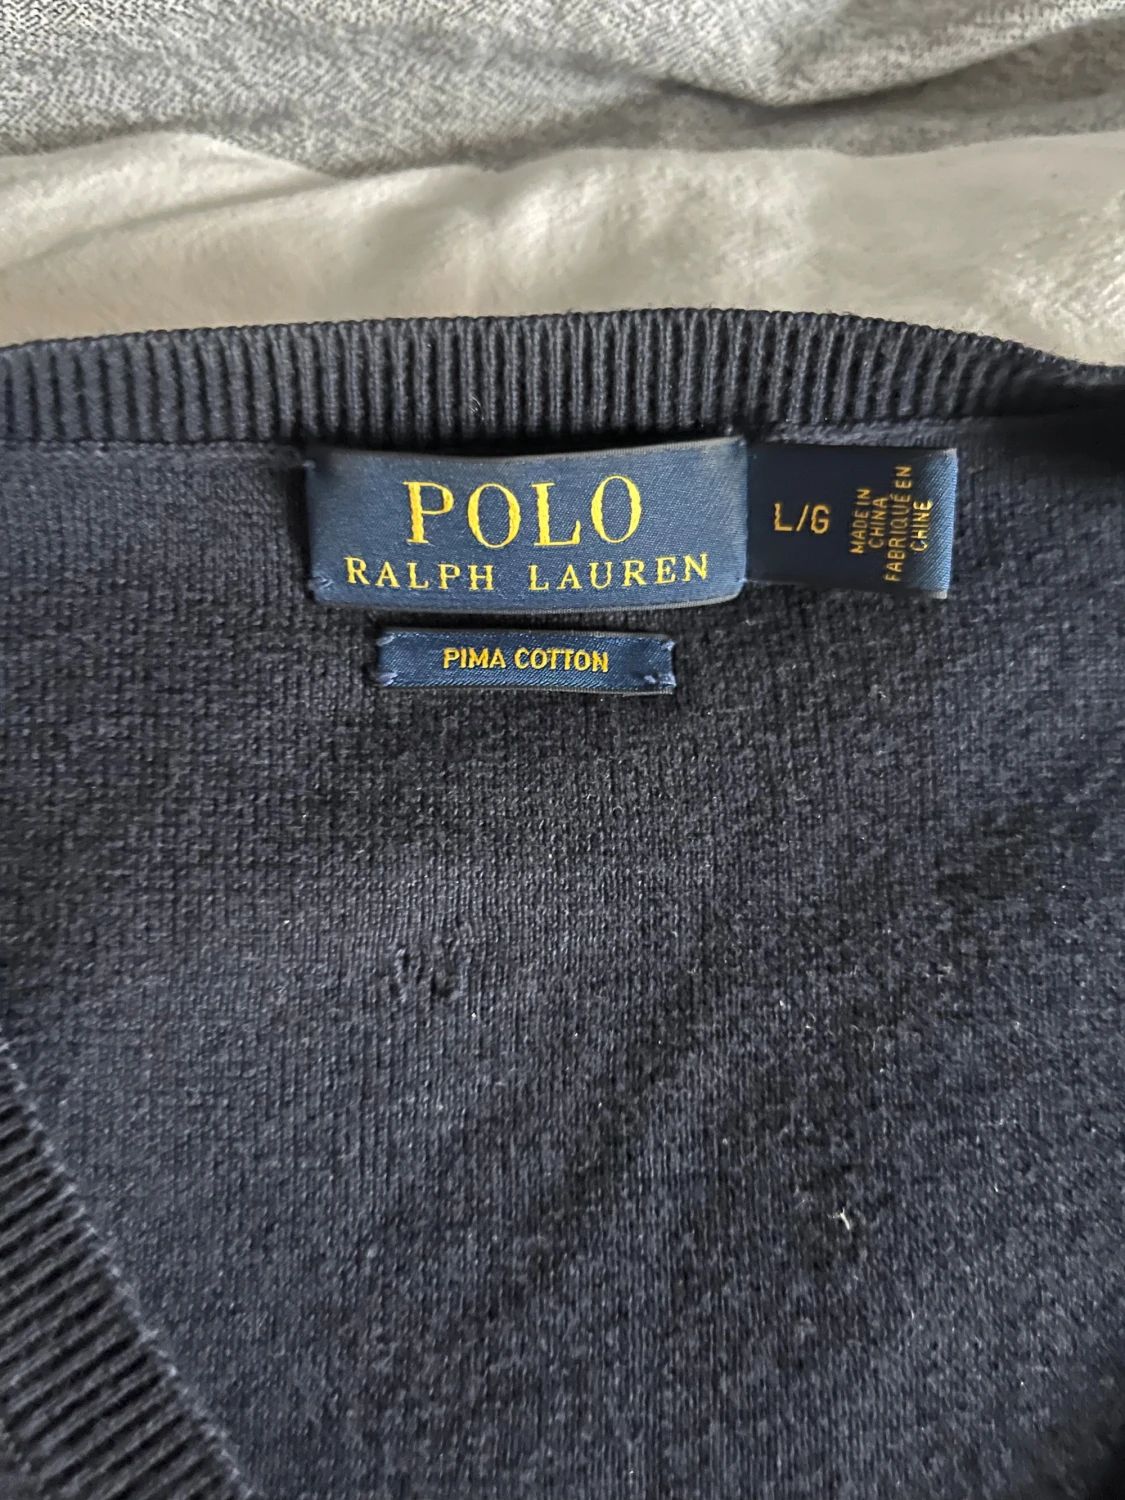 POLO
RALPH LAUREN
L/G
MADE IN
CHINA
FABRIQUÉ EN
CHINE
PIMA COTTON